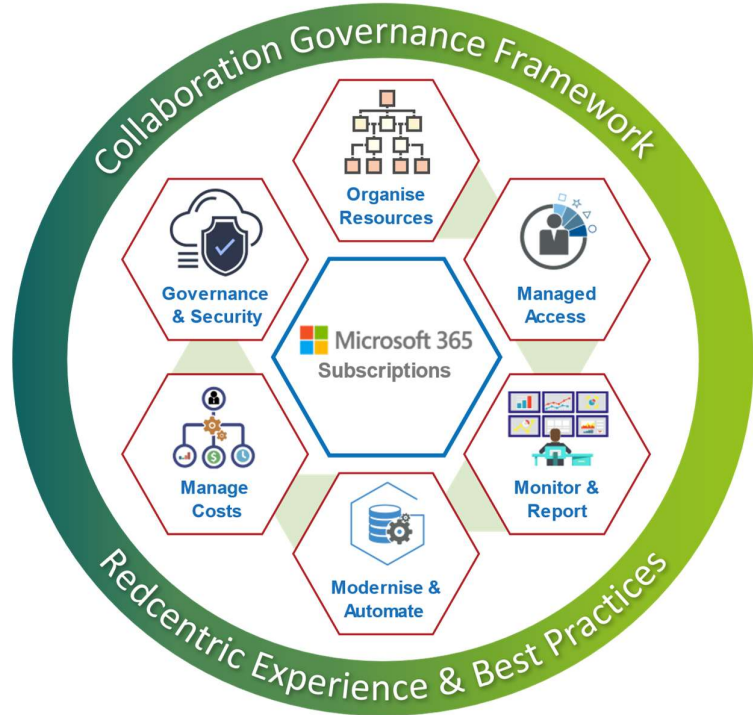 Collaboration Governance Framework
Organise
Resources
Governance
& Security
Managed
Access
Microsoft 365
Subscriptions
Manage
Costs
Monitor &
Report
Modernise &
Automate
Redcentric Experience & Best Practices